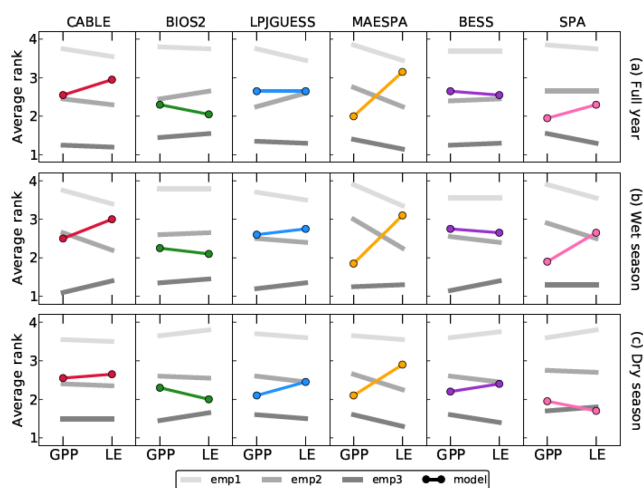 CABLE BIOS2 LPJGUESS MAESPA BESS SPA
4
3
2
1
Average rank
(a) Full year
4
3
2
1
Average rank
(b) Wet season
4
3
2
1
Average rank
(c) Dry season
GPP LE GPP LE GPP LE GPP LE GPP LE GPP LE
emp1 emp2 emp3 model